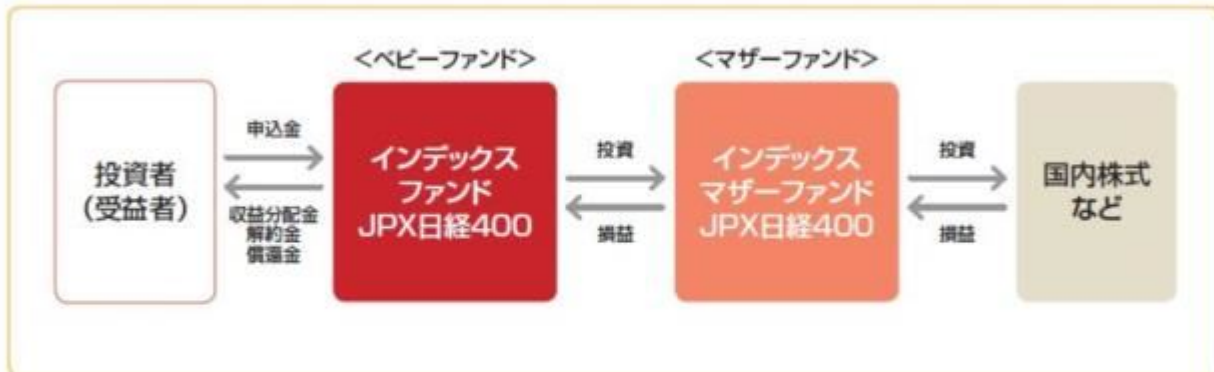 <ベビーファンド>
<マザーファンド>
投資者
(受益者)
申込金
収益分配金
解約金
償還金
インデックス
ファンド
JPX日経400
投資
損益
インデックス
マザーファンド
JPX日経400
投資
損益
国内株式
など